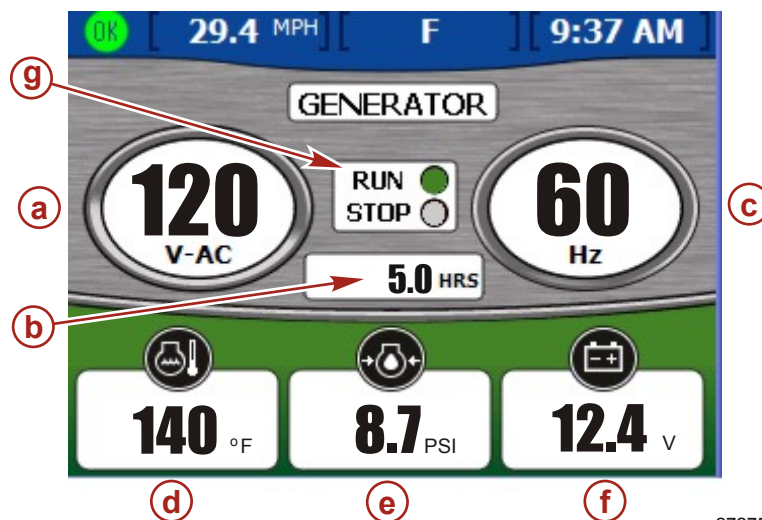 OK [ 29.4 MPH ] [ F ] [ 9:37 AM ]
g
GENERATOR
RUN
STOP
a
120
V-AC
60
Hz
c
b
5.0 HRS
140 °F
8.7 PSI
12.4 V
d
e
f